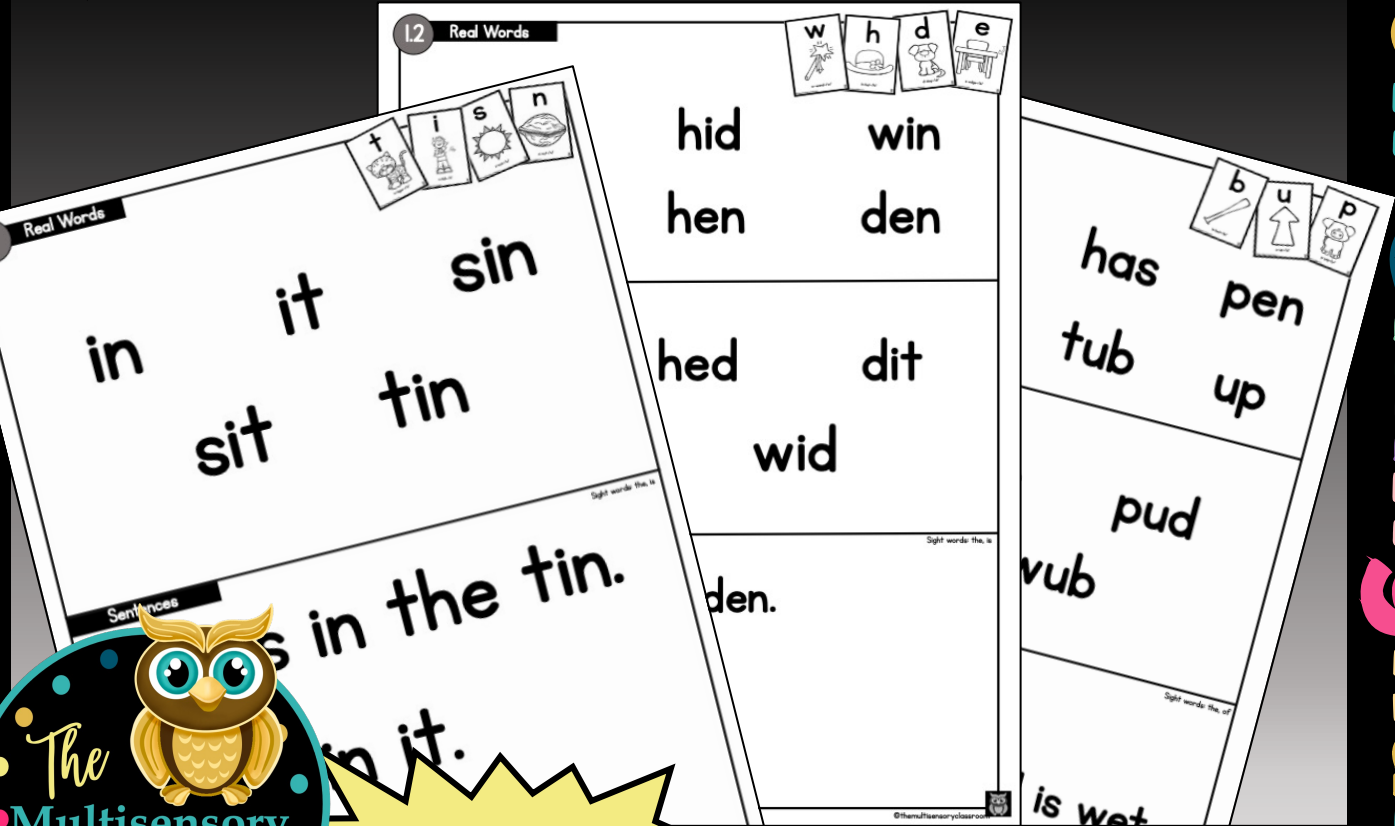 Real Words
t i s n
in it sin
sit tin
Sight words: the, is
Sentences
in the tin.
it.
1.2 Real Words
w h d e
hid win
hen den
hed dit
wid
Sight words: the, is
den.
©themultisensoryclassroom
b u p
has pen
tub up
pud
Sight words: the, of
is wet
The
Multisensory